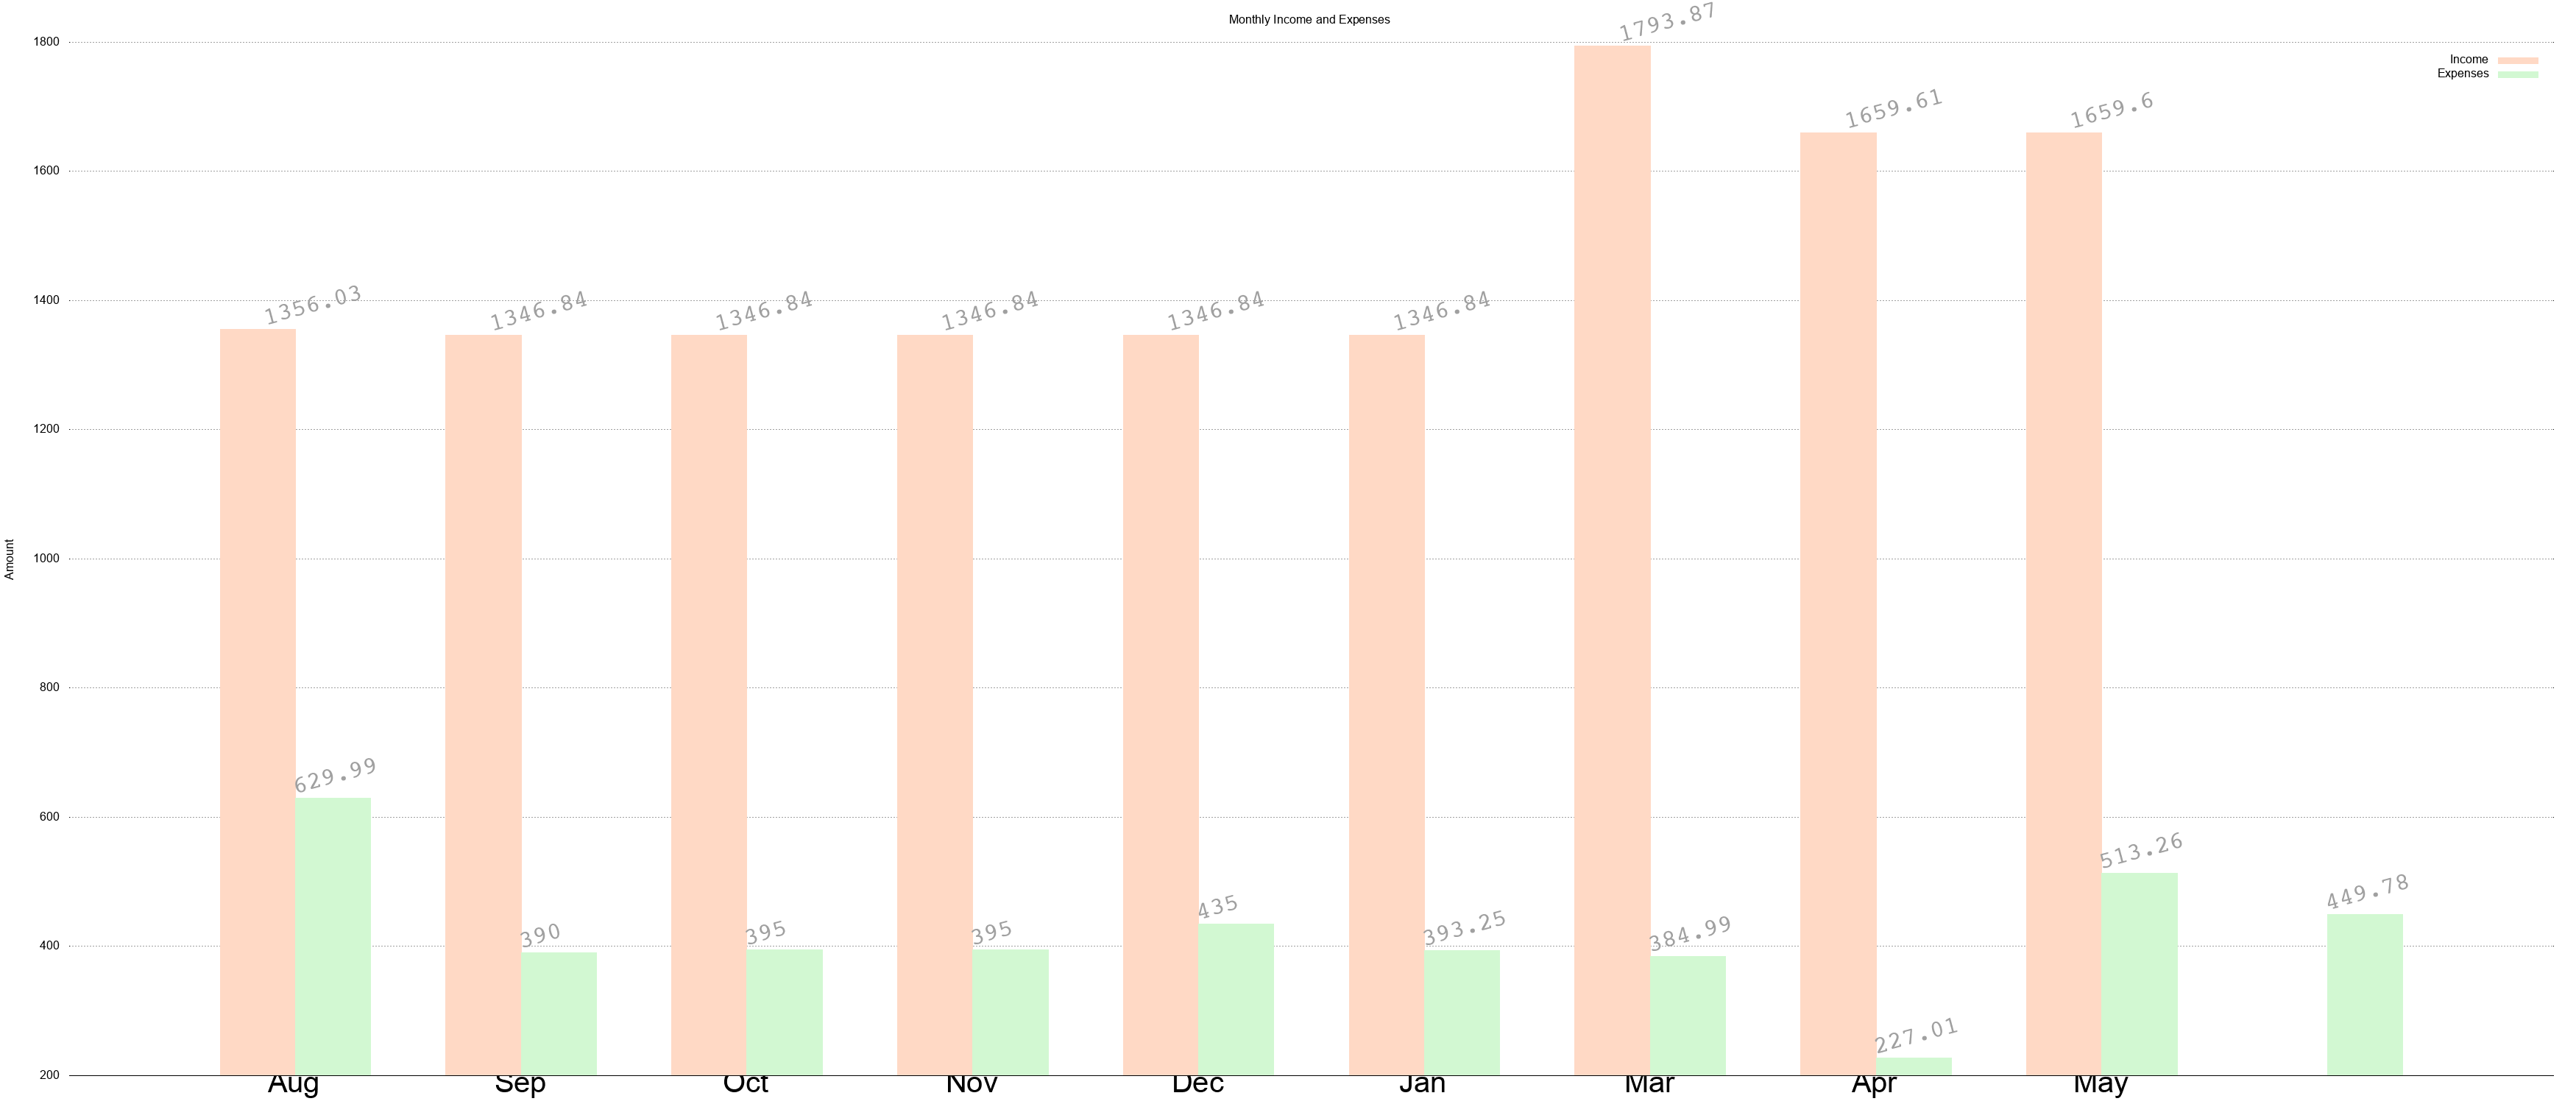 Monthly Income and Expenses
Income
Expenses
Amount
1800
1600
1400
1200
1000
800
600
400
200
1356.03
1346.84
1346.84
1346.84
1346.84
1346.84
1793.87
1659.61
1659.6
629.99
390
395
395
435
393.25
384.99
227.01
513.26
449.78
Aug
Sep
Oct
Nov
Dec
Jan
Mar
Apr
May